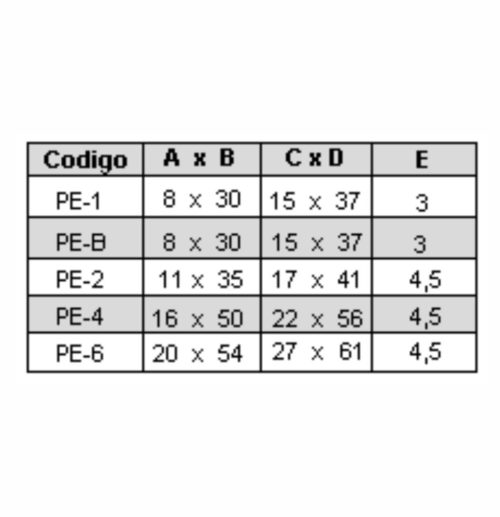 Codigo A x B C x D E
PE-1 8 x 30 15 x 37 3
PE-B 8 x 30 15 x 37 3
PE-2 11 x 35 17 x 41 4,5
PE-4 16 x 50 22 x 56 4,5
PE-6 20 x 54 27 x 61 4,5